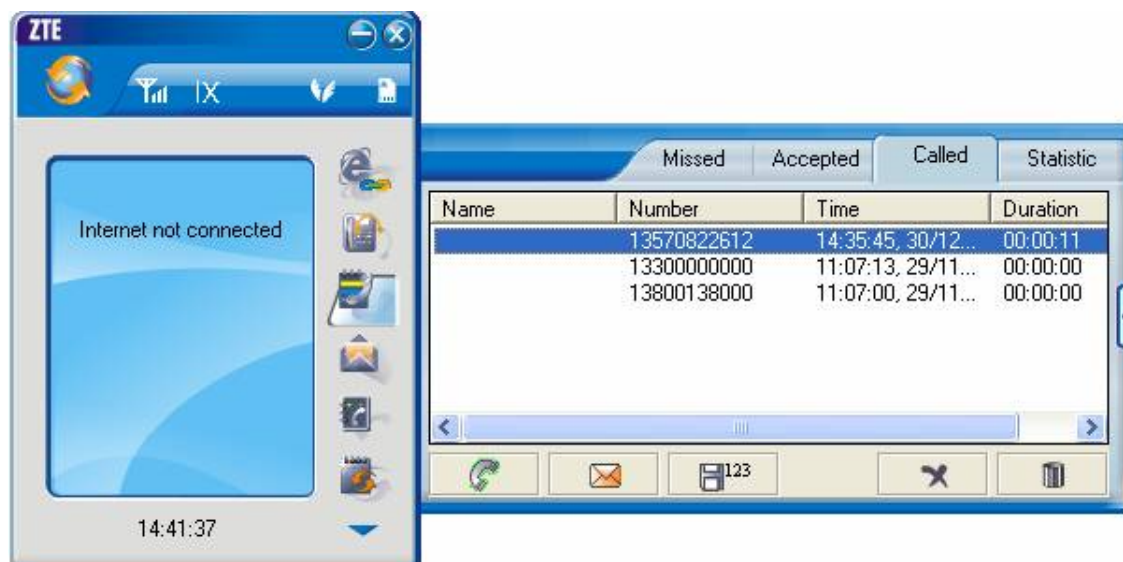 ZTE
1X
Internet not connected
14:41:37
Missed Accepted Called Statistic
Name Number Time Duration
13570822612 14:35:45, 30/12... 00:00:11
13300000000 11:07:13, 29/11... 00:00:00
13800138000 11:07:00, 29/11... 00:00:00
123